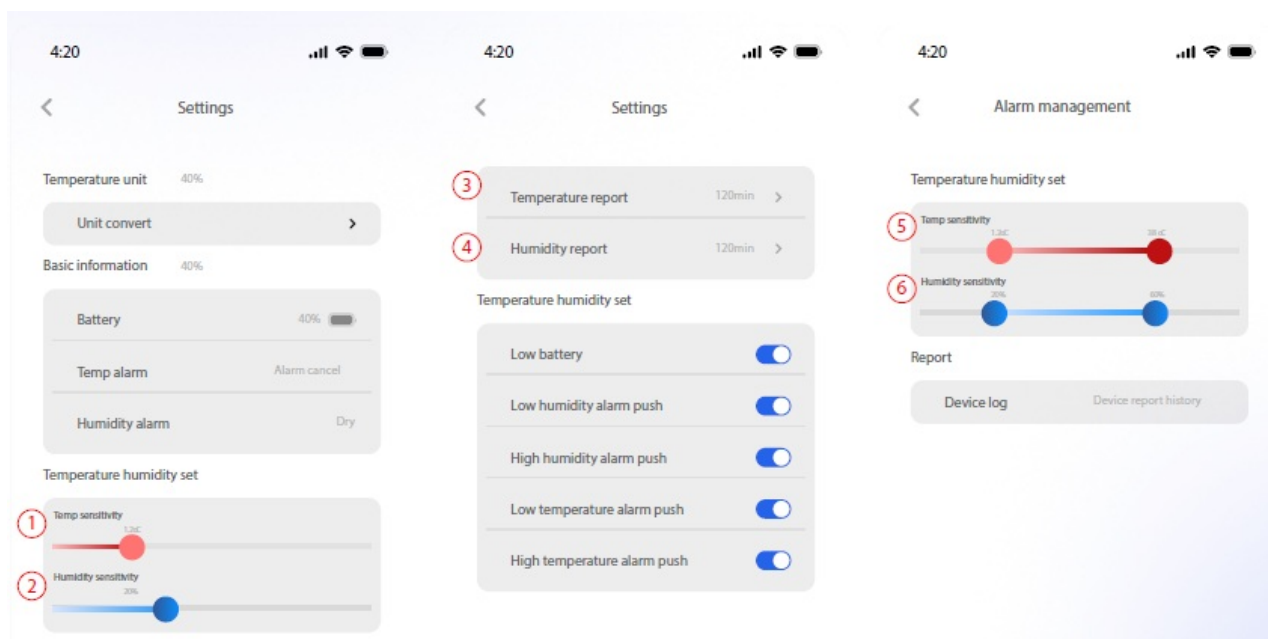 4:20
Settings
Temperature unit 40%
Unit convert
Basic information 40%
Battery 40%
Temp alarm Alarm cancel
Humidity alarm Dry
Temperature humidity set
1 Temp sensitivity
2 Humidity sensitivity
20%
4:20
Settings
3 Temperature report 120min
4 Humidity report 120min
Temperature humidity set
Low battery
Low humidity alarm push
High humidity alarm push
Low temperature alarm push
High temperature alarm push
4:20
Alarm management
Temperature humidity set
5 Temp sensitivity
6 Humidity sensitivity
20% 60%
Report
Device log Device report history